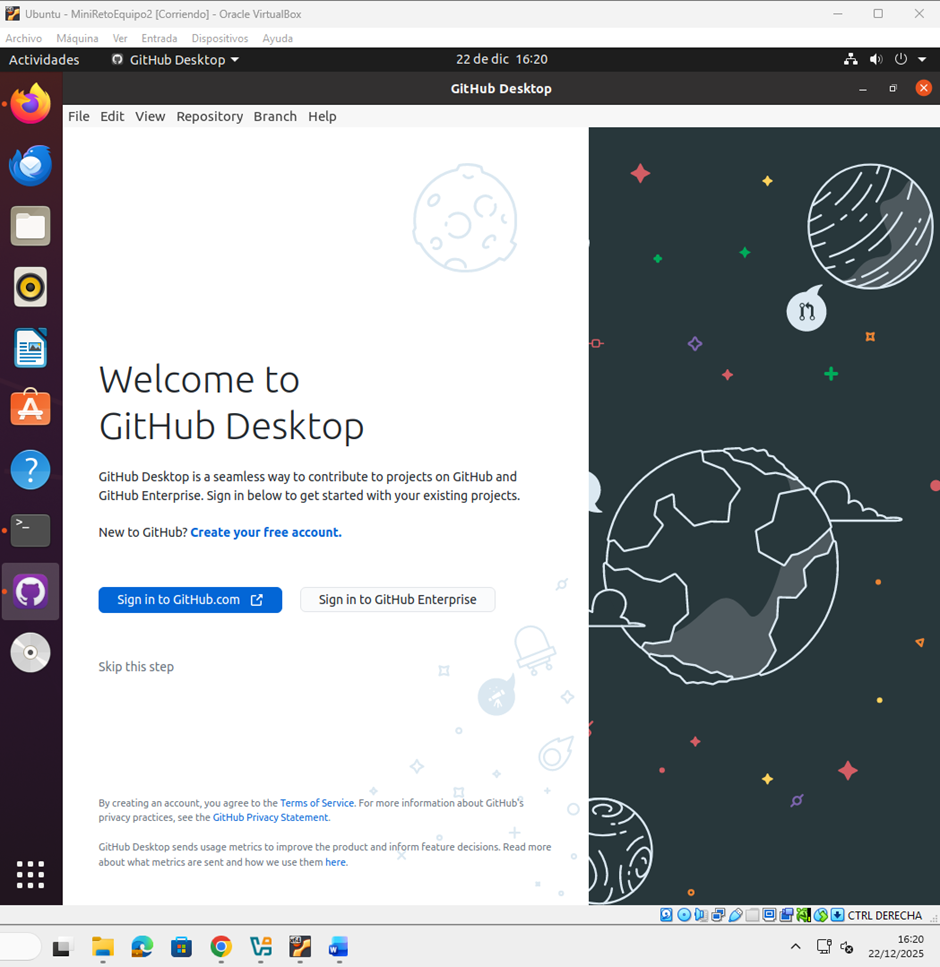 Ubuntu - MiniRetoEquipo2 [Corriendo] - Oracle VirtualBox
Archivo Máquina Ver Entrada Dispositivos Ayuda
Actividades GitHub Desktop 22 de dic 16:20
GitHub Desktop
File Edit View Repository Branch Help
Welcome to
GitHub Desktop
GitHub Desktop is a seamless way to contribute to projects on GitHub and
GitHub Enterprise. Sign in below to get started with your existing projects.
New to GitHub? Create your free account.
Sign in to GitHub.com Sign in to GitHub Enterprise
Skip this step
By creating an account, you agree to the Terms of Service. For more information about GitHub's
privacy practices, see the GitHub Privacy Statement.
GitHub Desktop sends usage metrics to improve the product and inform feature decisions. Read more
about what metrics are sent and how we use them here.
CTRL DERECHA
16:20
22/12/2025